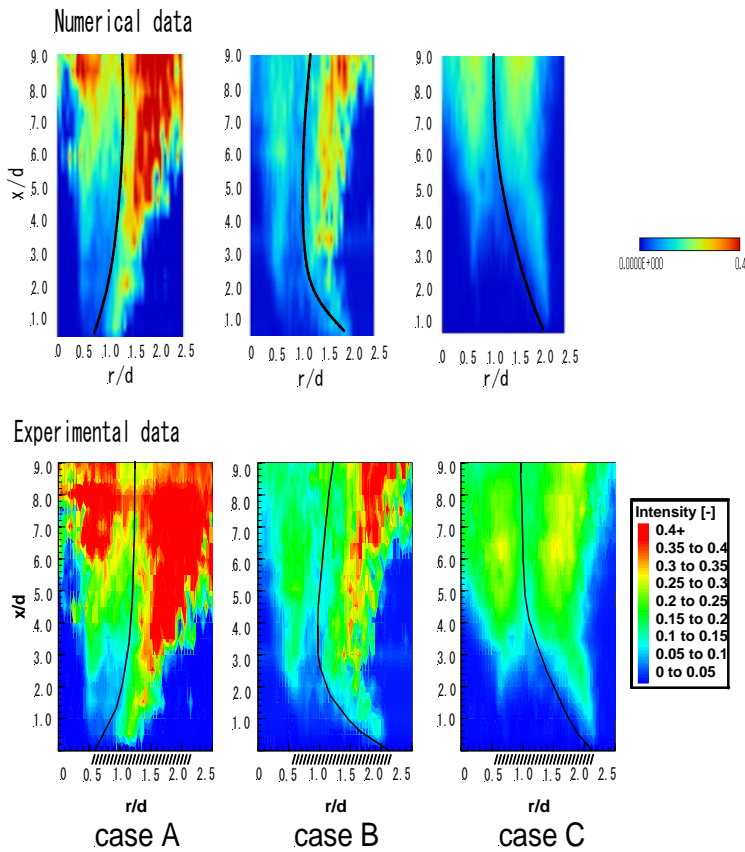 Numerical data
9.0 9.0 9.0
8.0 8.0 8.0
7.0 7.0 7.0
6.0 6.0 6.0
x/d
5.0 5.0 5.0
4.0 4.0 4.0
3.0 3.0 3.0
2.0 2.0 2.0
1.0 1.0 1.0
0.0000E+000 0.4
.0 0.5 1.0 1.5 2.0 2.5 .0 0.5 1.0 1.5 2.0 2.5 .0 0.5 1.0 1.5 2.0 2.5
r/d r/d r/d
Experimental data
9.0 9.0 9.0
8.0 8.0 8.0
7.0 7.0 7.0
6.0 6.0 6.0
5.0 5.0 5.0
x/d
4.0 4.0 4.0
3.0 3.0 3.0
2.0 2.0 2.0
1.0 1.0 1.0
Intensity [-]
0.4+
0.35 to 0.4
0.3 to 0.35
0.25 to 0.3
0.2 to 0.25
0.15 to 0.2
0.1 to 0.15
0.05 to 0.1
0 to 0.05
.0 0.5 1.0 1.5 2.0 2.5 .0 0.5 1.0 1.5 2.0 2.5 .0 0.5 1.0 1.5 2.0 2.5
r/d r/d r/d
case A case B case C